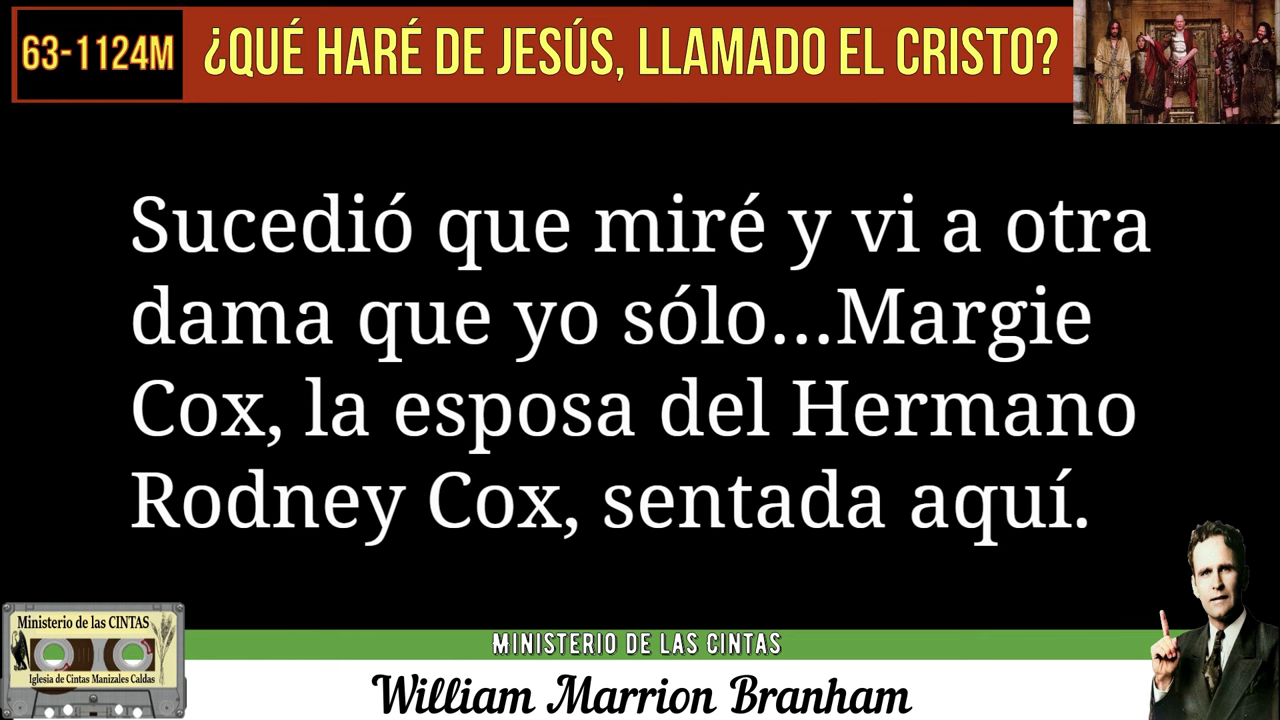 63-1124M
¿QUÉ HARÉ DE JESÚS, LLAMADO EL CRISTO?
Sucedió que miré y vi a otra
dama que yo sólo...Margie
Cox, la esposa del Hermano
Rodney Cox, sentada aquí.
Ministerio de las CINTAS
Iglesia de Cintas Manizales Caldas
MINISTERIO DE LAS CINTAS
William Marrion Branham